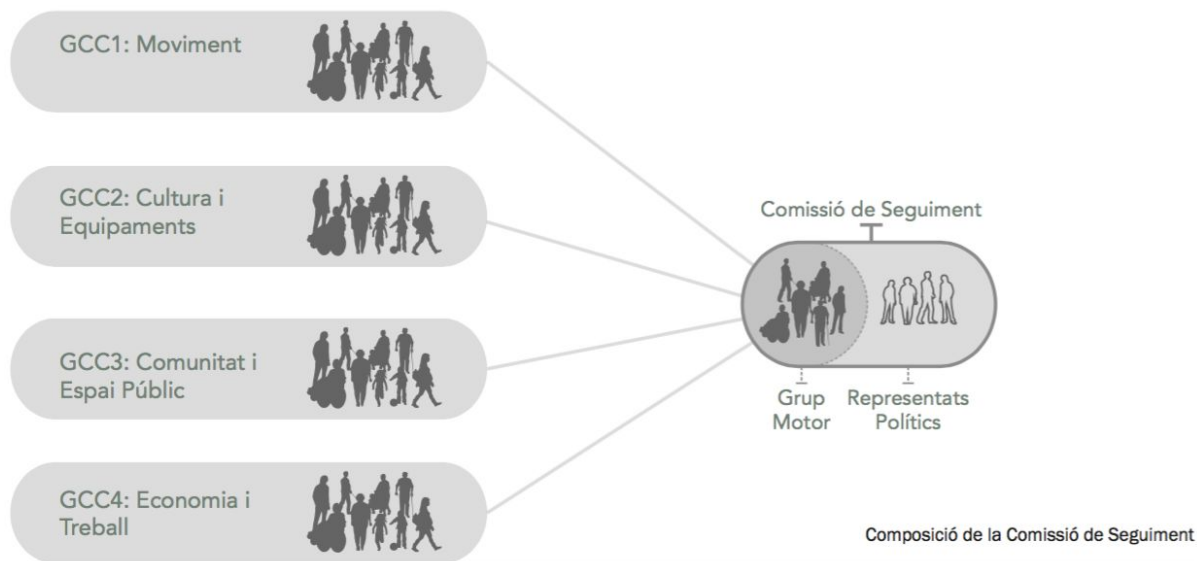 GCC1: Moviment
GCC2: Cultura i
Equipaments
GCC3: Comunitat i
Espai Públic
GCC4: Economia i
Treball
Comissió de Seguiment
Grup
Motor
Representats
Polítics
Composició de la Comissió de Seguiment